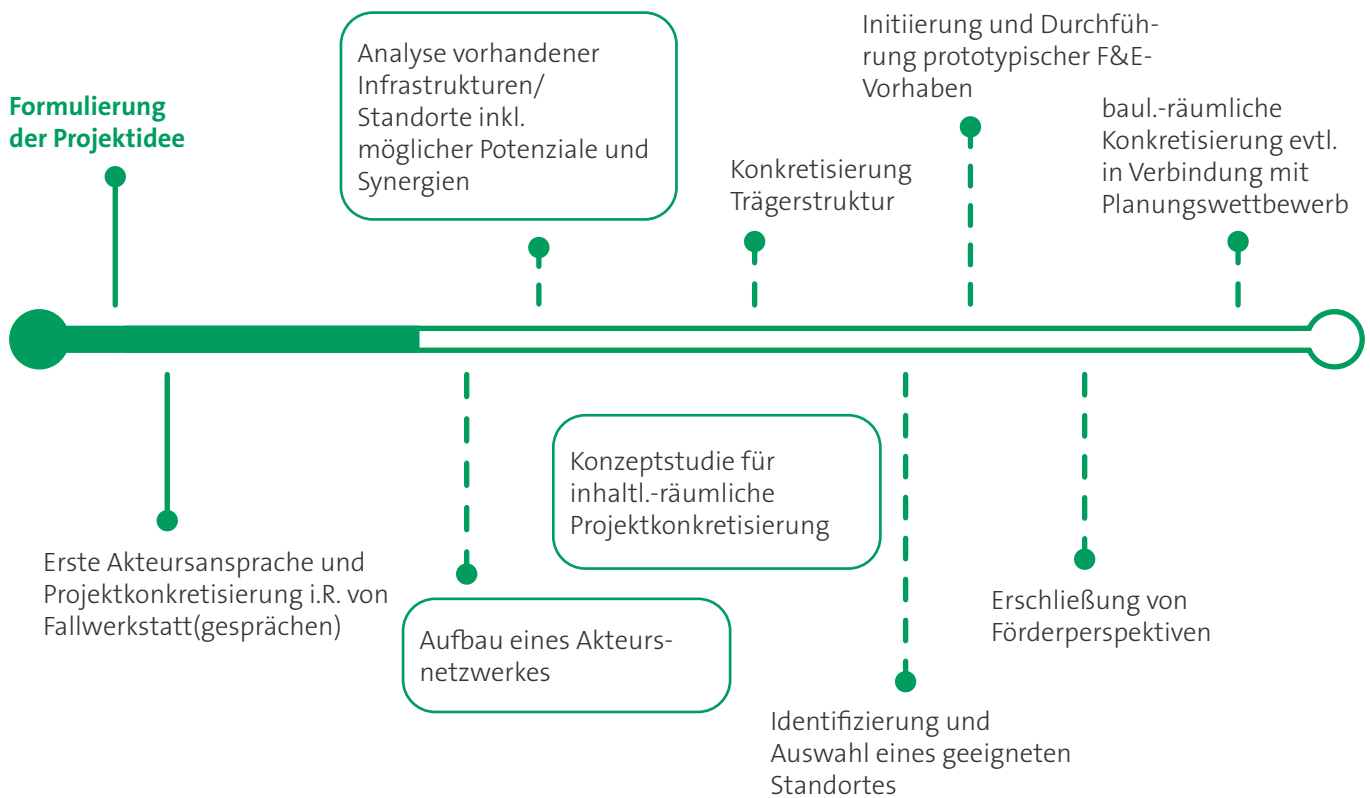 Formulierung
der Projektidee
Analyse vorhandener
Infrastrukturen/
Standorte inkl.
möglicher Potenziale und
Synergien
Konkretisierung
Trägerstruktur
Initiierung und Durchfüh-
rung prototypischer F&E-
Vorhaben
baul.-räumliche
Konkretisierung evtl.
in Verbindung mit
Planungswettbewerb
Erste Akteursansprache und
Projektkonkretisierung i.R. von
Fallwerkstatt(gesprächen)
Aufbau eines Akteurs-
netzwerkes
Konzeptstudie für
inhaltl.-räumliche
Projektkonkretisierung
Identifizierung und
Auswahl eines geeigneten
Standortes
Erschließung von
Förderperspektiven